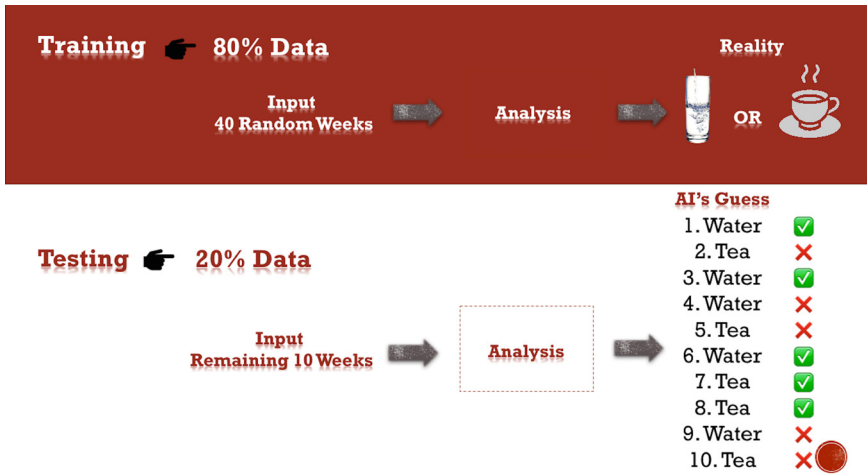 Training 80% Data
Reality
Input
40 Random Weeks
Analysis
OR
AI's Guess
1. Water
2. Tea
3. Water
4. Water
5. Tea
6. Water
7. Tea
8. Tea
9. Water
10. Tea
Testing 20% Data
Input
Remaining 10 Weeks
Analysis